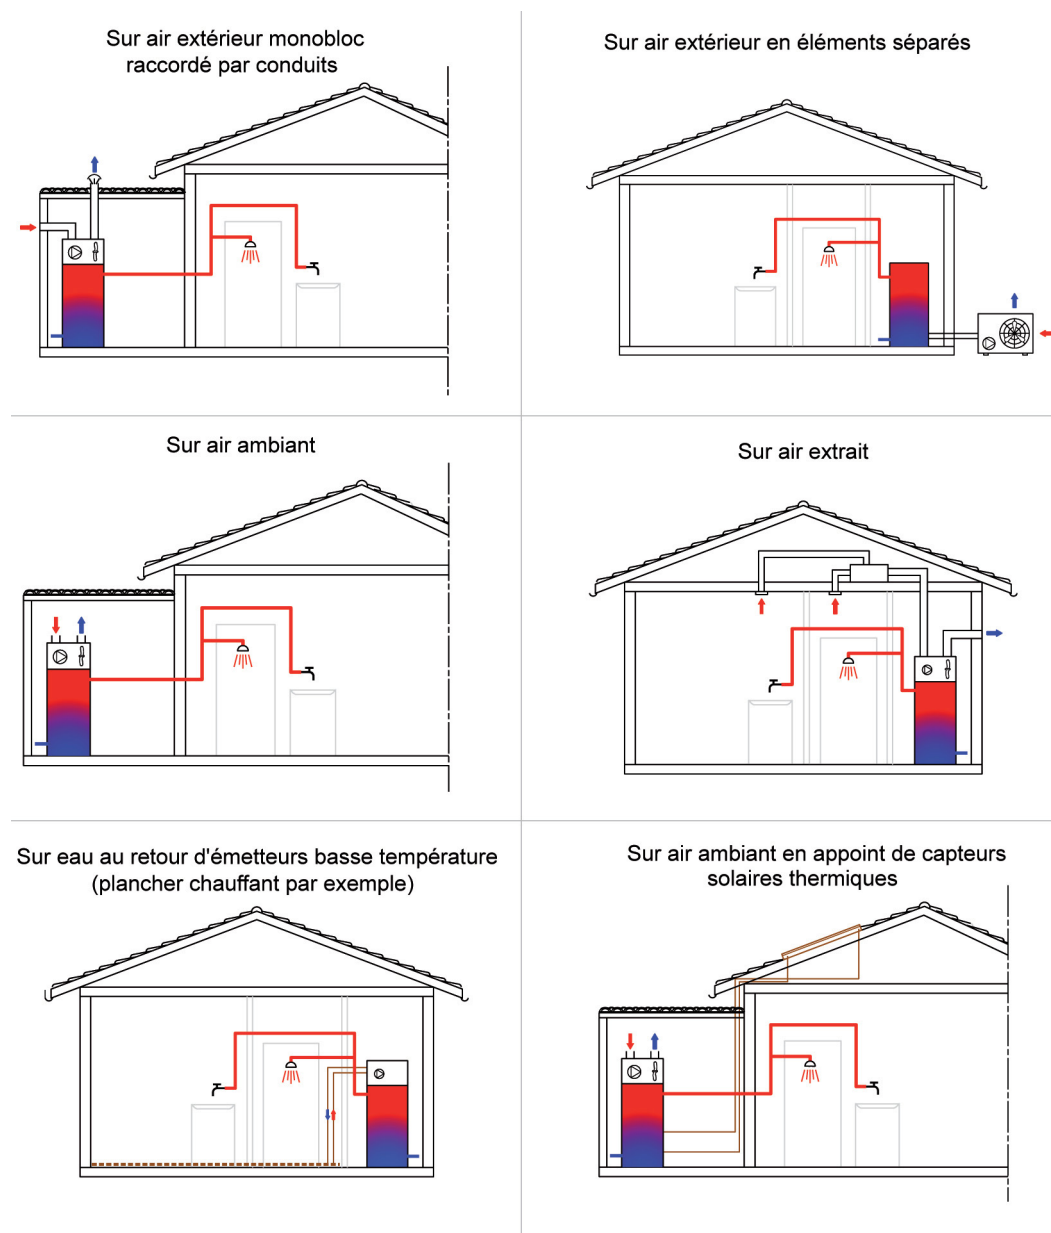 Sur air extérieur monobloc
raccordé par conduits
Sur air extérieur en éléments séparés
Sur air ambiant
Sur air extrait
Sur eau au retour d'émetteurs basse température
(plancher chauffant par exemple)
Sur air ambiant en appoint de capteurs
solaires thermiques